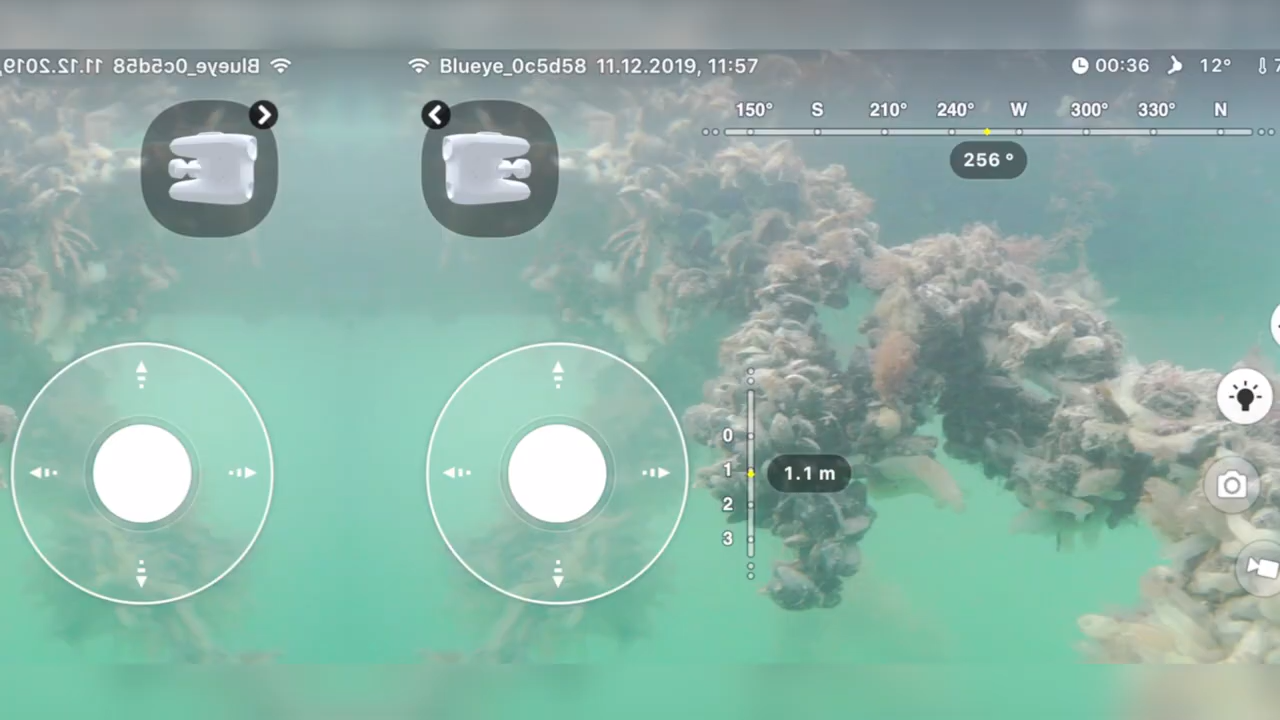 Blueye_0c5d58 11.12.2019,
Blueye_0c5d58 11.12.2019, 11:57
00:36 12° 7
150° S 210° 240° W 300° 330° N
256 °
0
1
2
3
1.1 m